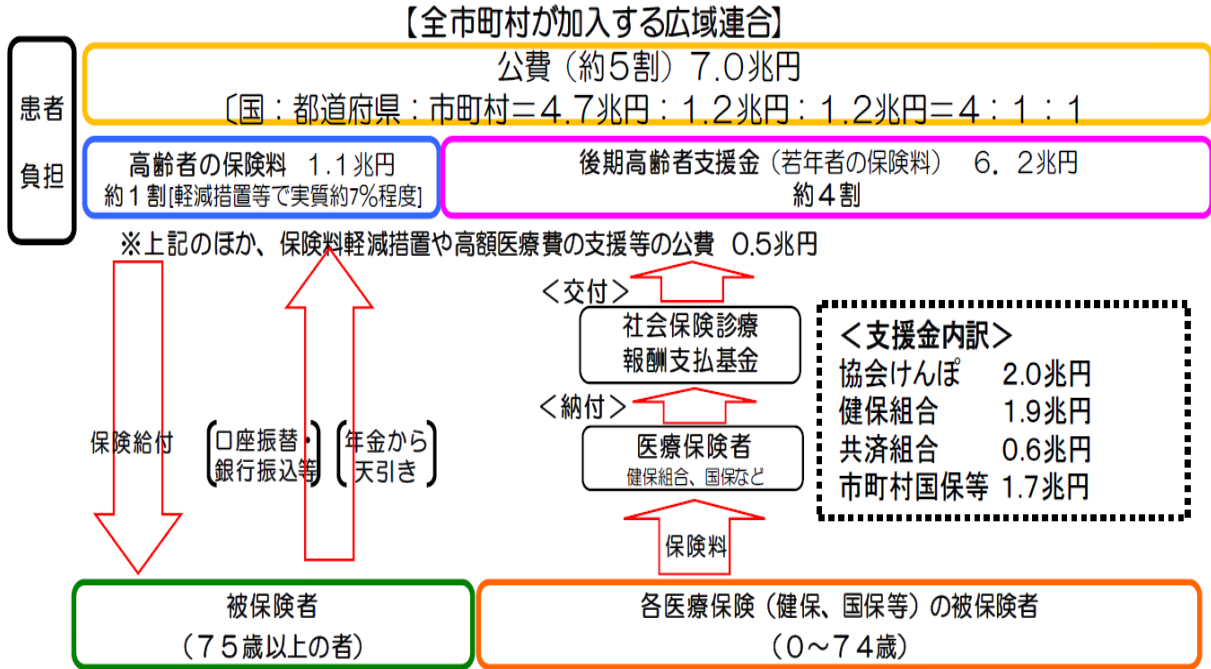 【全市町村が加入する広域連合】
患者
負担
公費（約５割）７.０兆円
〔国：都道府県：市町村＝４.７兆円：１.２兆円：１.２兆円＝４：１：１
高齢者の保険料　１.１兆円
約１割[軽減措置等で実質約7％程度]
後期高齢者支援金（若年者の保険料）　６．２兆円
約４割
※上記のほか、保険料軽減措置や高額医療費の支援等の公費　０.５兆円
保険給付
口座振替・
銀行振込等
年金から
天引き
＜交付＞
社会保険診療
報酬支払基金
＜納付＞
医療保険者
健保組合、国保など
保険料
＜支援金内訳＞
協会けんぽ　2.0兆円
健保組合　1.9兆円
共済組合　0.6兆円
市町村国保等　1.7兆円
被保険者
（７５歳以上の者）
各医療保険（健保、国保等）の被保険者
（０～７４歳）